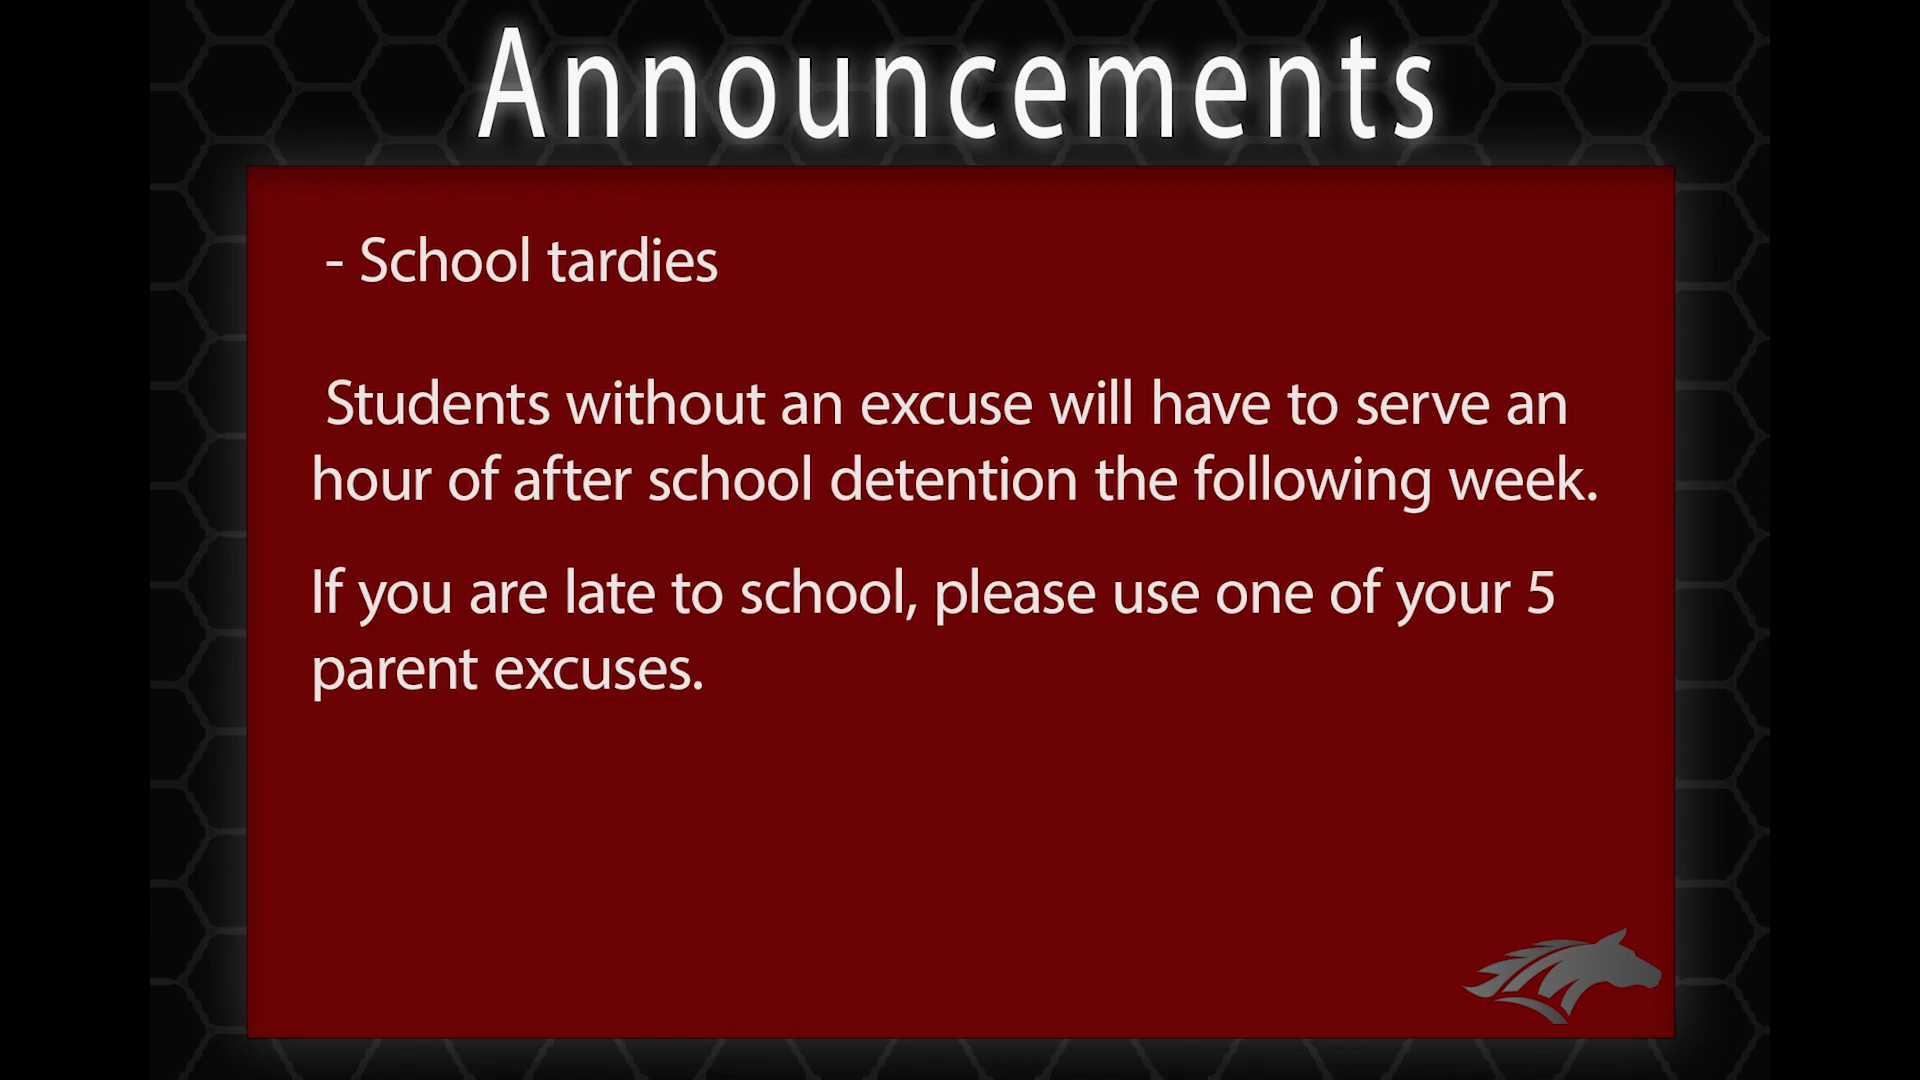 Announcements
- School tardies
Students without an excuse will have to serve an
hour of after school detention the following week.
If you are late to school, please use one of your 5
parent excuses.